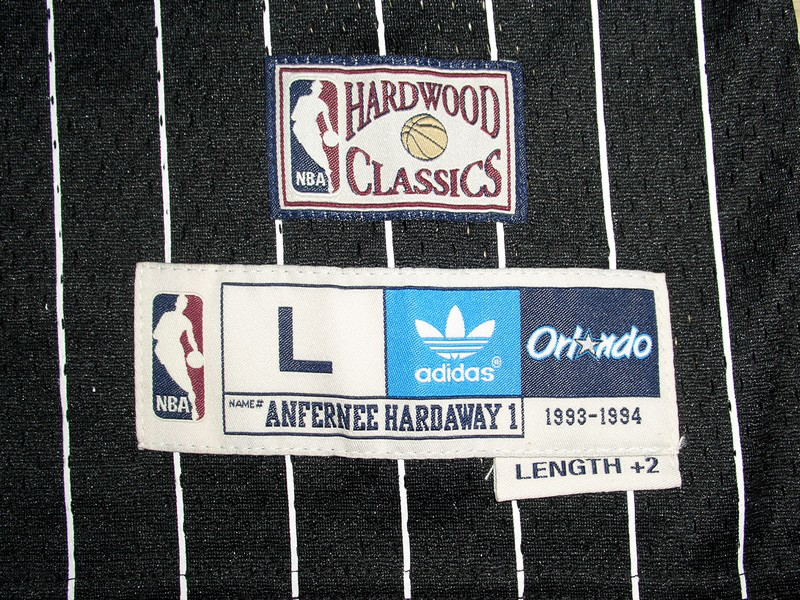 HARDWOOD
NBA
CLASSICS
L
adidas®
Orlando
NBA
NAME# ANFERNEE HARDAWAY 1
1993-1994
LENGTH +2